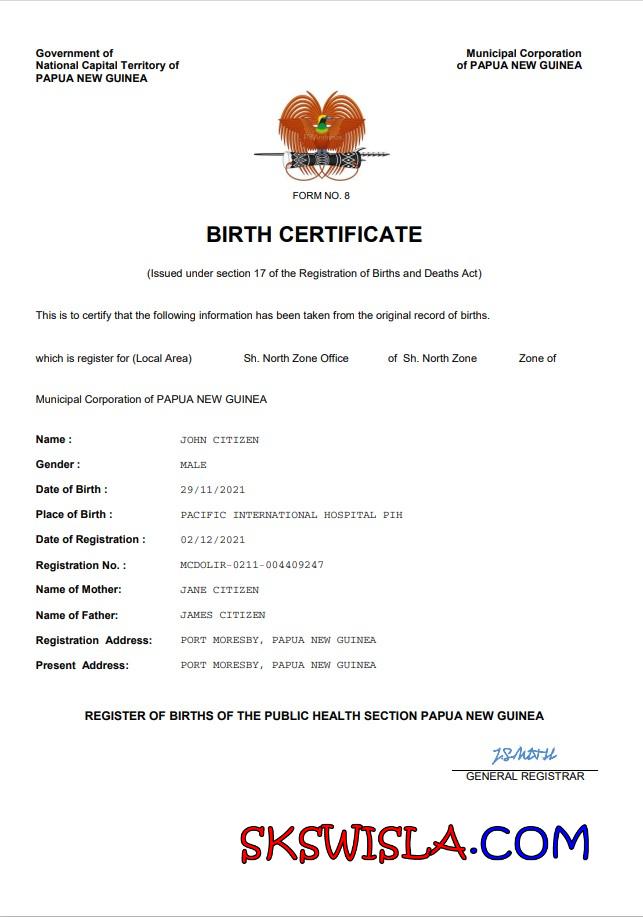 Government of
National Capital Territory of
PAPUA NEW GUINEA
Municipal Corporation
of PAPUA NEW GUINEA
FORM NO. 8
BIRTH CERTIFICATE
(Issued under section 17 of the Registration of Births and Deaths Act)
This is to certify that the following information has been taken from the original record of births.
which is register for (Local Area) Sh. North Zone Office of Sh. North Zone Zone of
Municipal Corporation of PAPUA NEW GUINEA
Name : JOHN CITIZEN
Gender : MALE
Date of Birth : 29/11/2021
Place of Birth : PACIFIC INTERNATIONAL HOSPITAL PIH
Date of Registration : 02/12/2021
Registration No. : MCDOLIR-0211-004409247
Name of Mother: JANE CITIZEN
Name of Father: JAMES CITIZEN
Registration Address: PORT MORESBY, PAPUA NEW GUINEA
Present Address: PORT MORESBY, PAPUA NEW GUINEA
REGISTER OF BIRTHS OF THE PUBLIC HEALTH SECTION PAPUA NEW GUINEA
GENERAL REGISTRAR
SKSWISLA.COM